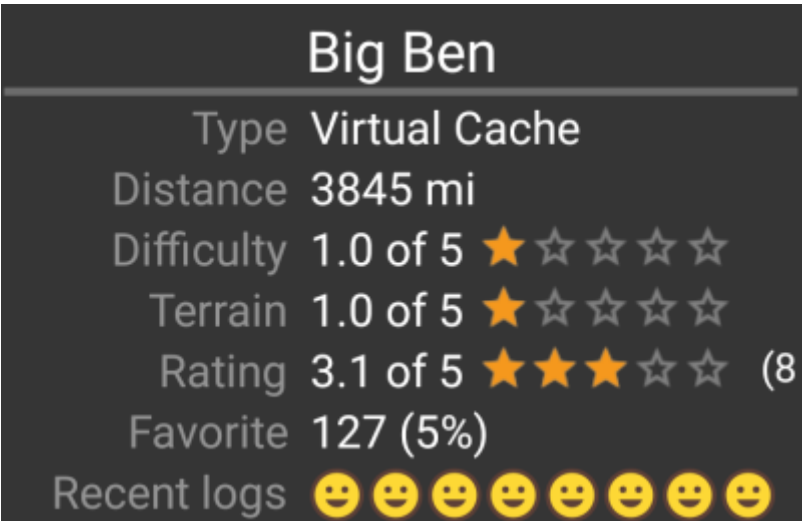 Big Ben
Type Virtual Cache
Distance 3845 mi
Difficulty 1.0 of 5
Terrain 1.0 of 5
Rating 3.1 of 5 (8
Favorite 127 (5%)
Recent logs